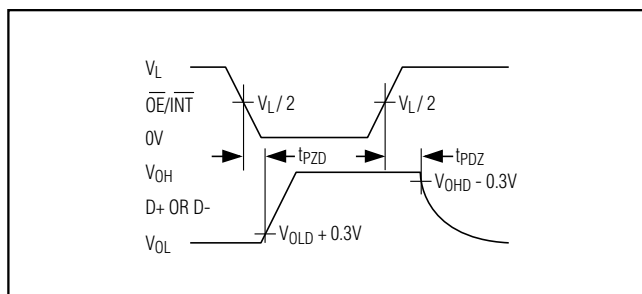 VL
OE/INT VL / 2 VL / 2
0V
tPZD tPDZ
VOH
VOHD - 0.3V
D+ OR D-
VOLD + 0.3V
VOL